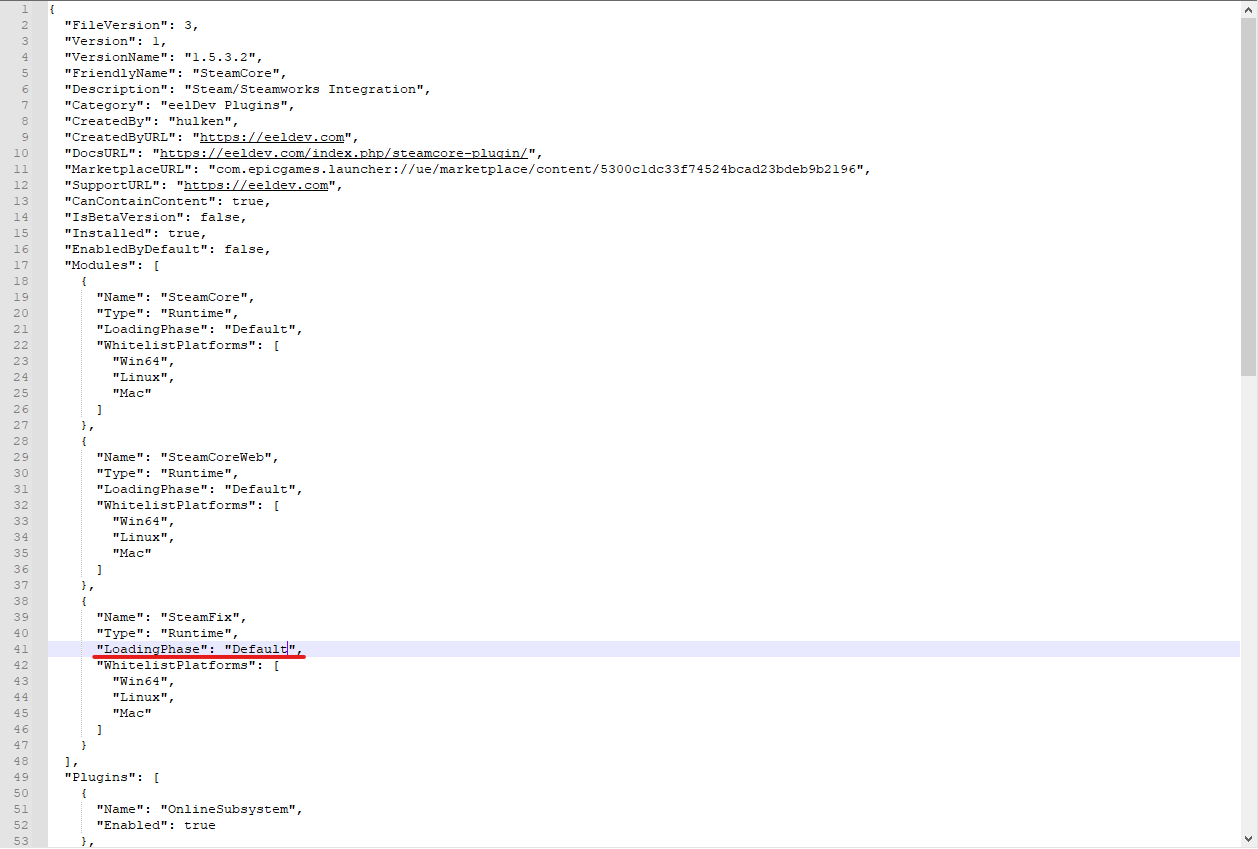 1 {
2 "FileVersion": 3,
3 "Version": 1,
4 "VersionName": "1.5.3.2",
5 "FriendlyName": "SteamCore",
6 "Description": "Steam/Steamworks Integration",
7 "Category": "eelDev Plugins",
8 "CreatedBy": "hulken",
9 "CreatedByURL": "https://eeldev.com",
10 "DocsURL": "https://eeldev.com/index.php/steamcore-plugin/",
11 "MarketplaceURL": "com.epicgames.launcher://ue/marketplace/content/5300c1dc33f74524bcad23bdeb9b2196",
12 "SupportURL": "https://eeldev.com",
13 "CanContainContent": true,
14 "IsBetaVersion": false,
15 "Installed": true,
16 "EnabledByDefault": false,
17 "Modules": [
18 {
19 "Name": "SteamCore",
20 "Type": "Runtime",
21 "LoadingPhase": "Default",
22 "WhitelistPlatforms": [
23 "Win64",
24 "Linux",
25 "Mac"
26 ]
27 },
28 {
29 "Name": "SteamCoreWeb",
30 "Type": "Runtime",
31 "LoadingPhase": "Default",
32 "WhitelistPlatforms": [
33 "Win64",
34 "Linux",
35 "Mac"
36 ]
37 },
38 {
39 "Name": "SteamFix",
40 "Type": "Runtime",
41 "LoadingPhase": "Default",
42 "WhitelistPlatforms": [
43 "Win64",
44 "Linux",
45 "Mac"
46 ]
47 }
48 ],
49 "Plugins": [
50 {
51 "Name": "OnlineSubsystem",
52 "Enabled": true
53 },